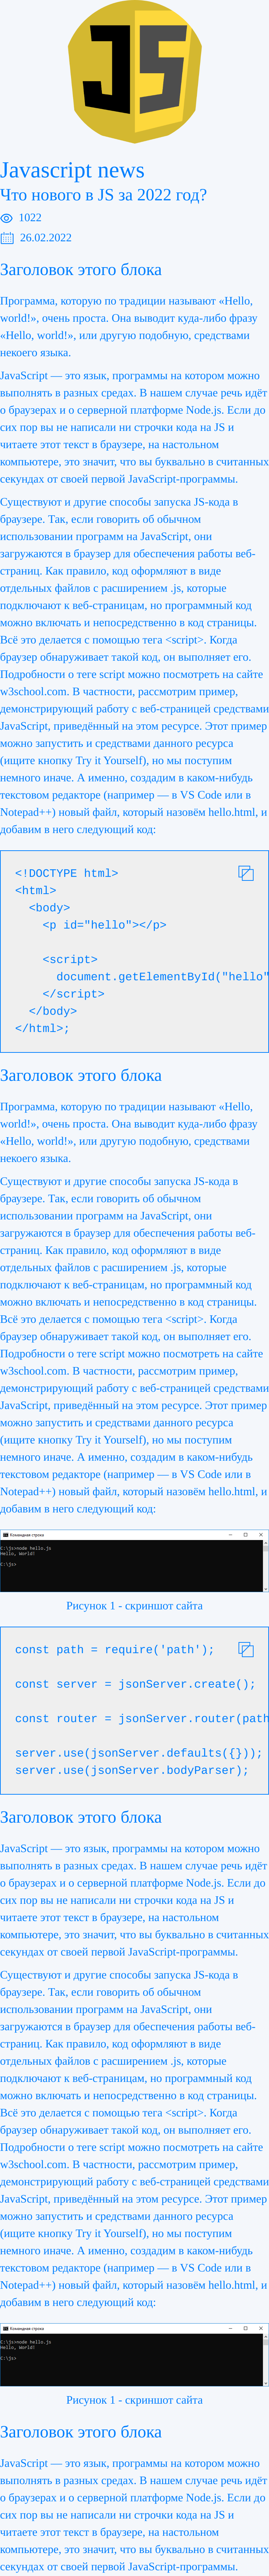 JS
Javascript news
Что нового в JS за 2022 год?
1022
26.02.2022
Заголовок этого блока
Программа, которую по традиции называют «Hello,
world!», очень проста. Она выводит куда-либо фразу
«Hello, world!», или другую подобную, средствами
некоего языка.
JavaScript — это язык, программы на котором можно
выполнять в разных средах. В нашем случае речь идёт
о браузерах и о серверной платформе Node.js. Если до
сих пор вы не написали ни строчки кода на JS и
читаете этот текст в браузере, на настольном
компьютере, это значит, что вы буквально в считанных
секундах от своей первой JavaScript-программы.
Существуют и другие способы запуска JS-кода в
браузере. Так, если говорить об обычном
использовании программ на JavaScript, они
загружаются в браузер для обеспечения работы веб-
страниц. Как правило, код оформляют в виде
отдельных файлов с расширением .js, которые
подключают к веб-страницам, но программный код
можно включать и непосредственно в код страницы.
Всё это делается с помощью тега <script>. Когда
браузер обнаруживает такой код, он выполняет его.
Подробности о теге script можно посмотреть на сайте
w3school.com. В частности, рассмотрим пример,
демонстрирующий работу с веб-страницей средствами
JavaScript, приведённый на этом ресурсе. Этот пример
можно запустить и средствами данного ресурса
(ищите кнопку Try it Yourself), но мы поступим
немного иначе. А именно, создадим в каком-нибудь
текстовом редакторе (например — в VS Code или в
Notepad++) новый файл, который назовём hello.html, и
добавим в него следующий код:
<!DOCTYPE html>
<html>
<body>
<p id="hello"></p>
<script>
document.getElementById("hello"
</script>
</body>
</html>;
Заголовок этого блока
Программа, которую по традиции называют «Hello,
world!», очень проста. Она выводит куда-либо фразу
«Hello, world!», или другую подобную, средствами
некоего языка.
Существуют и другие способы запуска JS-кода в
браузере. Так, если говорить об обычном
использовании программ на JavaScript, они
загружаются в браузер для обеспечения работы веб-
страниц. Как правило, код оформляют в виде
отдельных файлов с расширением .js, которые
подключают к веб-страницам, но программный код
можно включать и непосредственно в код страницы.
Всё это делается с помощью тега <script>. Когда
браузер обнаруживает такой код, он выполняет его.
Подробности о теге script можно посмотреть на сайте
w3school.com. В частности, рассмотрим пример,
демонстрирующий работу с веб-страницей средствами
JavaScript, приведённый на этом ресурсе. Этот пример
можно запустить и средствами данного ресурса
(ищите кнопку Try it Yourself), но мы поступим
немного иначе. А именно, создадим в каком-нибудь
текстовом редакторе (например — в VS Code или в
Notepad++) новый файл, который назовём hello.html, и
добавим в него следующий код:
Командная строка
C:\js>node hello.js
Hello, World!
C:\js>
Рисунок 1 - скриншот сайта
const path = require('path');
const server = jsonServer.create();
const router = jsonServer.router(path
server.use(jsonServer.defaults({}));
server.use(jsonServer.bodyParser);
Заголовок этого блока
JavaScript — это язык, программы на котором можно
выполнять в разных средах. В нашем случае речь идёт
о браузерах и о серверной платформе Node.js. Если до
сих пор вы не написали ни строчки кода на JS и
читаете этот текст в браузере, на настольном
компьютере, это значит, что вы буквально в считанных
секундах от своей первой JavaScript-программы.
Существуют и другие способы запуска JS-кода в
браузере. Так, если говорить об обычном
использовании программ на JavaScript, они
загружаются в браузер для обеспечения работы веб-
страниц. Как правило, код оформляют в виде
отдельных файлов с расширением .js, которые
подключают к веб-страницам, но программный код
можно включать и непосредственно в код страницы.
Всё это делается с помощью тега <script>. Когда
браузер обнаруживает такой код, он выполняет его.
Подробности о теге script можно посмотреть на сайте
w3school.com. В частности, рассмотрим пример,
демонстрирующий работу с веб-страницей средствами
JavaScript, приведённый на этом ресурсе. Этот пример
можно запустить и средствами данного ресурса
(ищите кнопку Try it Yourself), но мы поступим
немного иначе. А именно, создадим в каком-нибудь
текстовом редакторе (например — в VS Code или в
Notepad++) новый файл, который назовём hello.html, и
добавим в него следующий код:
Командная строка
C:\js>node hello.js
Hello, World!
C:\js>
Рисунок 1 - скриншот сайта
Заголовок этого блока
JavaScript — это язык, программы на котором можно
выполнять в разных средах. В нашем случае речь идёт
о браузерах и о серверной платформе Node.js. Если до
сих пор вы не написали ни строчки кода на JS и
читаете этот текст в браузере, на настольном
компьютере, это значит, что вы буквально в считанных
секундах от своей первой JavaScript-программы.